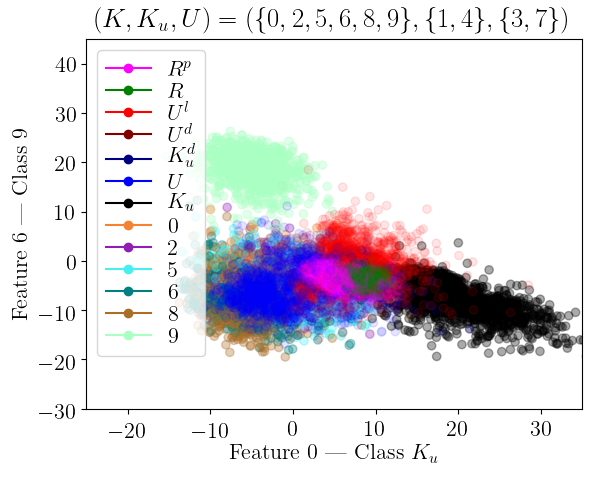 (K, K_u, U) = ({0, 2, 5, 6, 8, 9}, {1, 4}, {3, 7})
40
30
20
10
0
−10
−20
−30
Feature 6 — Class 9
R^p
R
U^l
U^d
K_u^d
U
K_u
0
2
5
6
8
9
−20
−10
0
10
20
30
Feature 0 — Class K_u